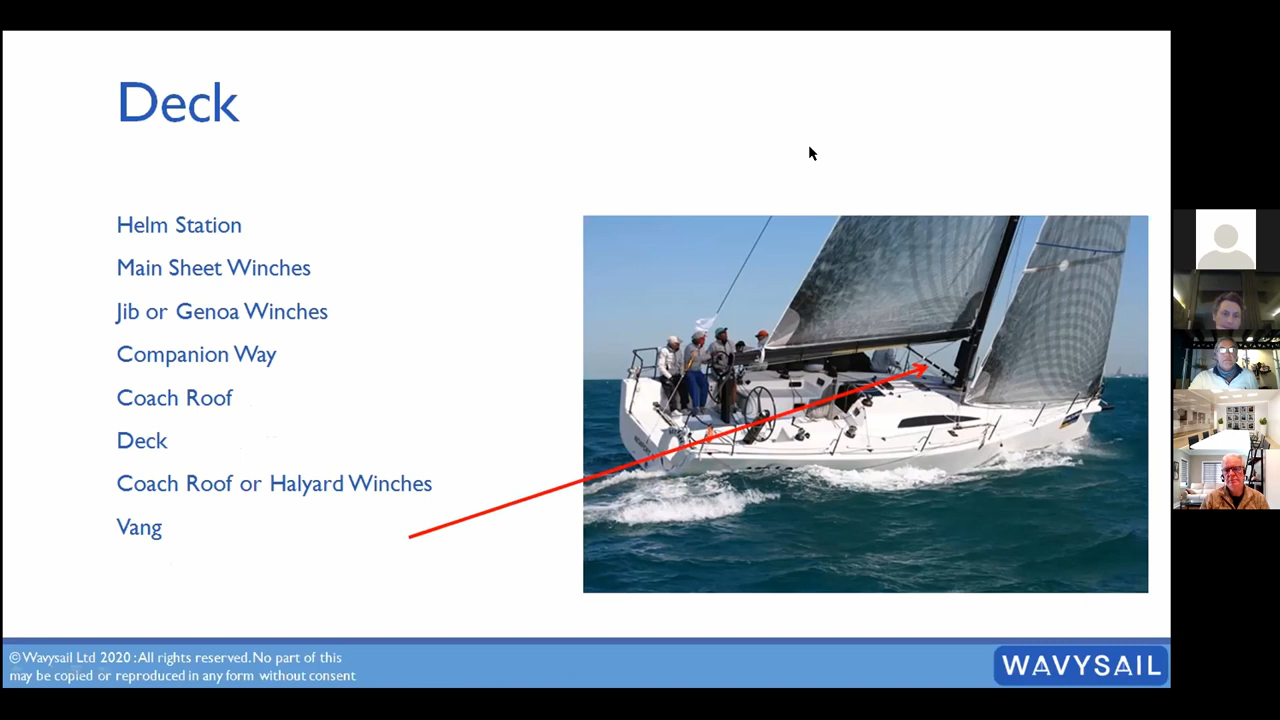 Deck
Helm Station
Main Sheet Winches
Jib or Genoa Winches
Companion Way
Coach Roof
Deck
Coach Roof or Halyard Winches
Vang
© Wavysail Ltd 2020 : All rights reserved. No part of this
may be copied or reproduced in any form without consent
WAVYSAIL